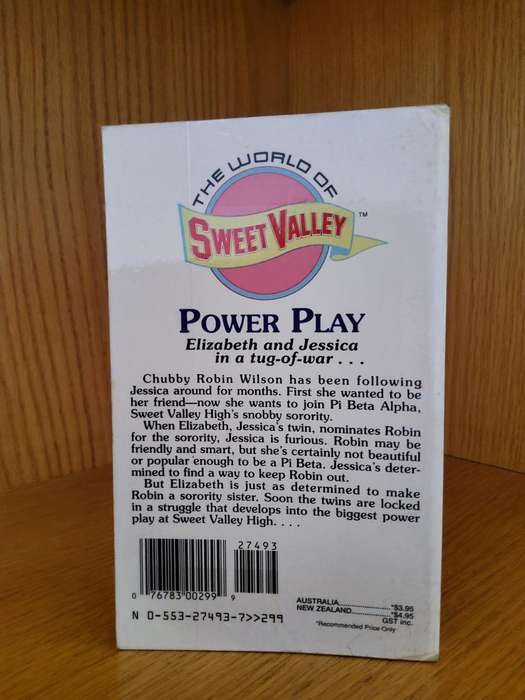 THE WORLD OF
SWEET VALLEY™
POWER PLAY
Elizabeth and Jessica
in a tug-of-war . . .
Chubby Robin Wilson has been following
Jessica around for months. First she wanted to be
her friend—now she wants to join Pi Beta Alpha,
Sweet Valley High's snobby sorority.
When Elizabeth, Jessica's twin, nominates Robin
for the sorority, Jessica is furious. Robin may be
friendly and smart, but she's certainly not beautiful
or popular enough to be a Pi Beta. Jessica's deter-
mined to find a way to keep Robin out.
But Elizabeth is just as determined to make
Robin a sorority sister. Soon the twins are locked
in a struggle that develops into the biggest power
play at Sweet Valley High. . . .
27493
0 76783 00299 9
N 0-553-27493-7>>299
AUSTRALIA..................*$3.95
NEW ZEALAND............*$4.95
GST inc.
*Recommended Price Only